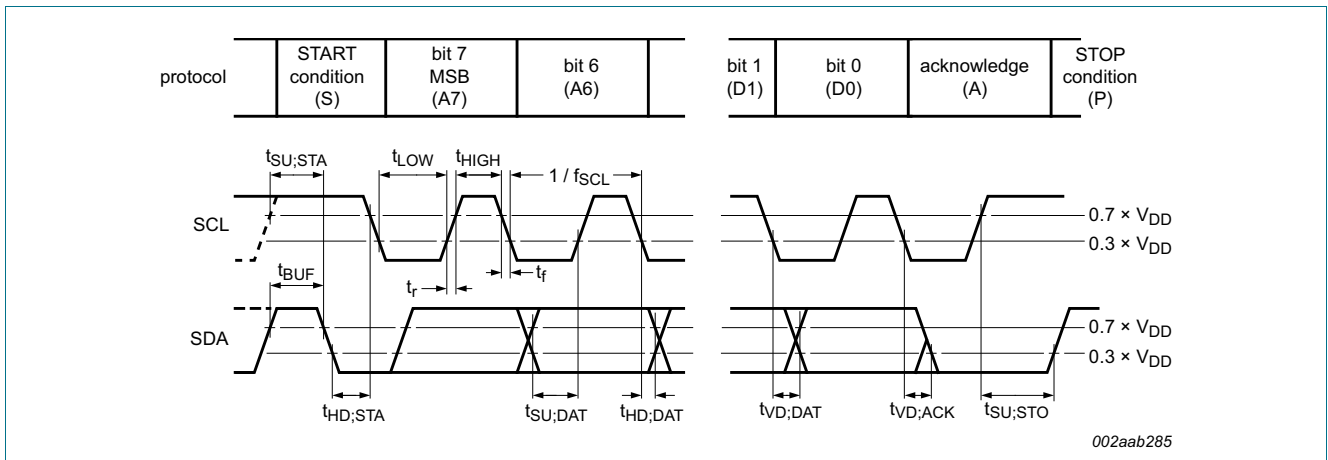 protocol
START
condition
(S)
bit 7
MSB
(A7)
bit 6
(A6)
bit 1
(D1)
bit 0
(D0)
acknowledge
(A)
STOP
condition
(P)
tSU;STA
tLOW
tHIGH
1 / fSCL
SCL
0.7 × VDD
0.3 × VDD
tBUF
tr
tf
SDA
0.7 × VDD
0.3 × VDD
tHD;STA
tSU;DAT
tHD;DAT
tVD;DAT
tVD;ACK
tSU;STO
002aab285